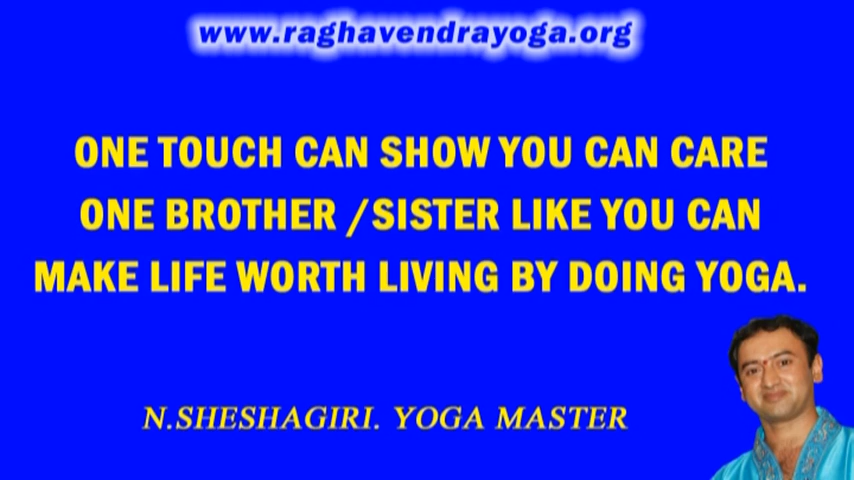 www.raghavendrayoga.org
ONE TOUCH CAN SHOW YOU CAN CARE
ONE BROTHER /SISTER LIKE YOU CAN
MAKE LIFE WORTH LIVING BY DOING YOGA.
N.SHESHAGIRI. YOGA MASTER